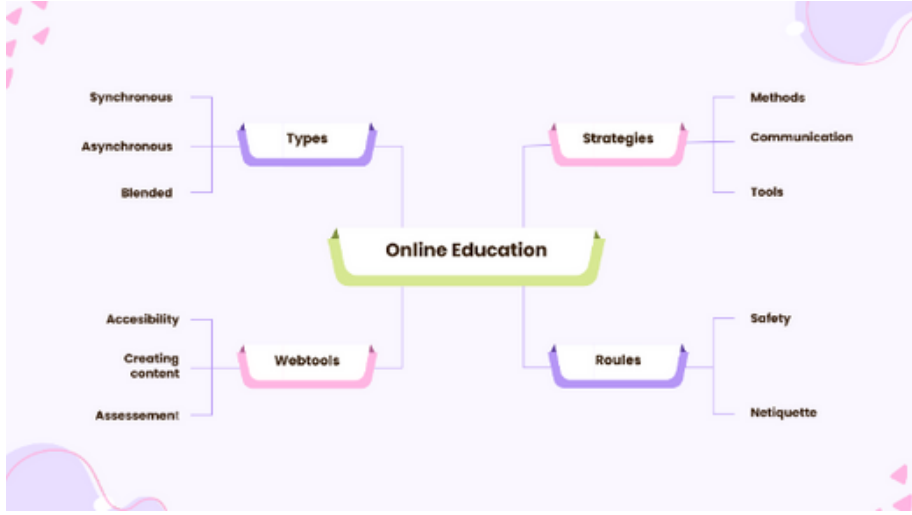 Synchronous
Asynchronous
Blended
Types
Strategies
Methods
Communication
Tools
Online Education
Accesibility
Creating
content
Assessement
Webtools
Roules
Safety
Netiquette